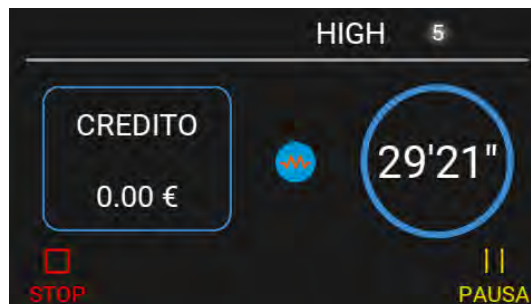 HIGH 5
CREDITO
0.00 €
29'21"
STOP
PAUSA